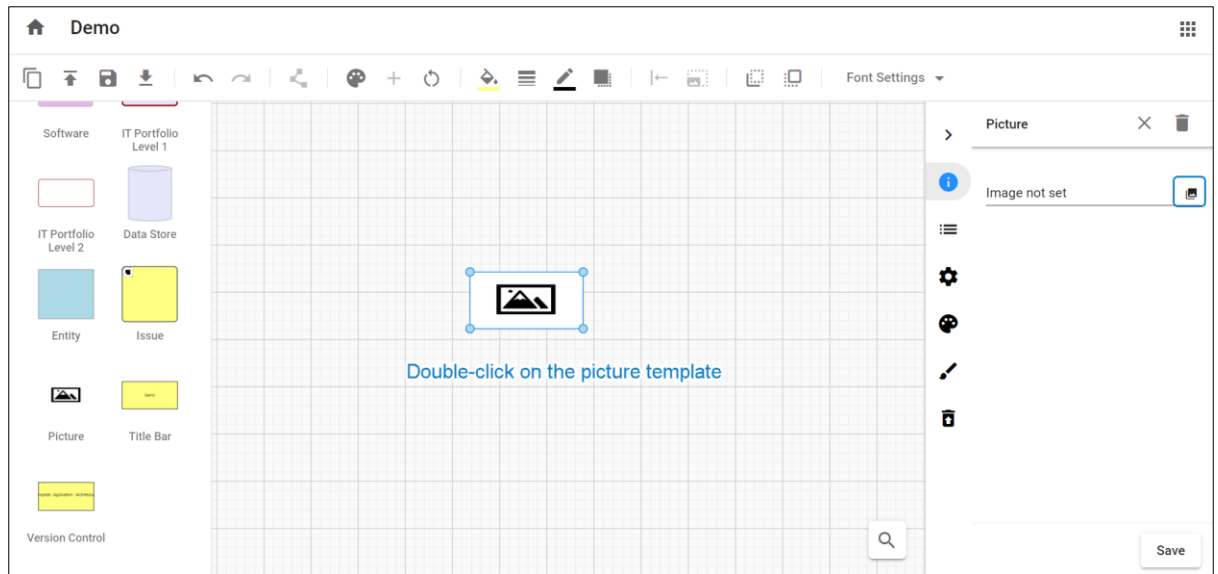 Demo
Font Settings
Software
IT Portfolio
Level 1
IT Portfolio
Level 2
Data Store
Entity
Issue
Picture
Demo
Title Bar
Version Control
Double-click on the picture template
Picture
Image not set
Save